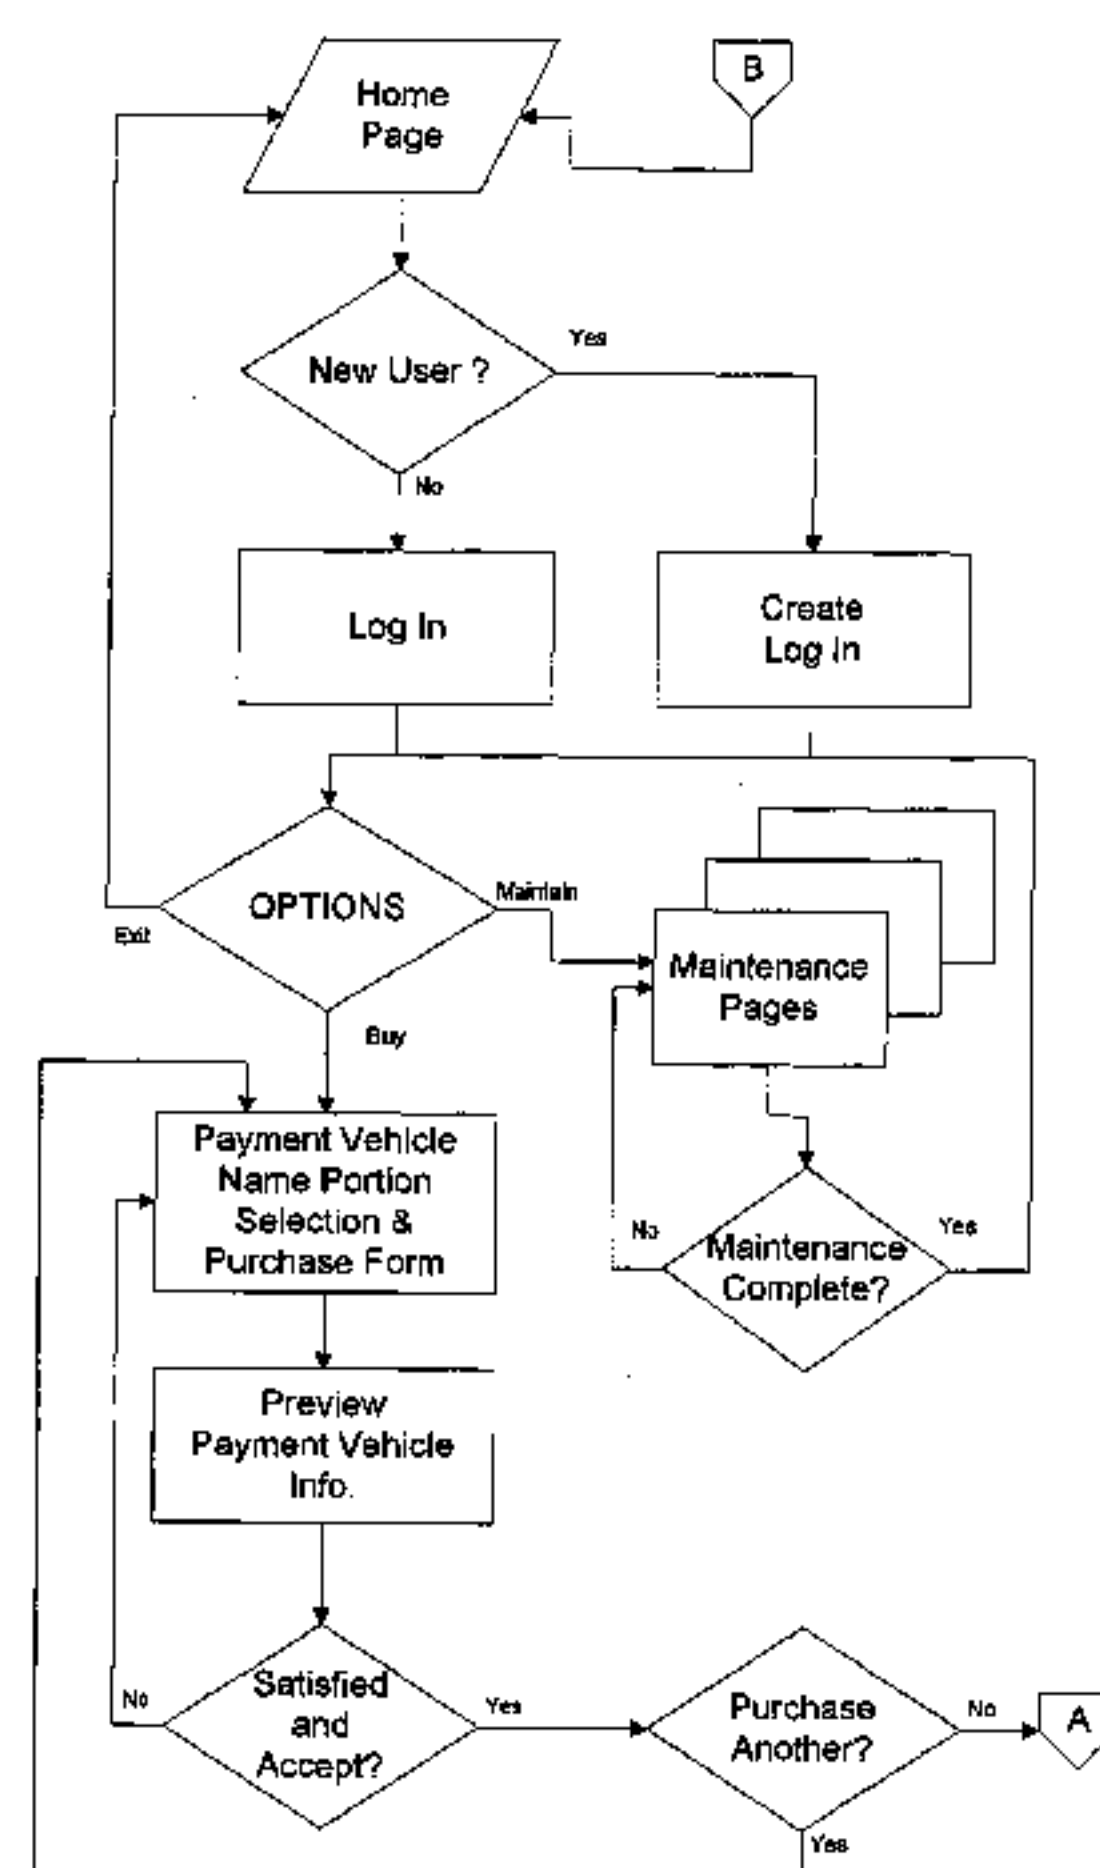 Home
Page
B
New User ?
Yes
No
Log In
Create
Log In
OPTIONS
Maintain
Exit
Buy
Maintenance
Pages
Payment Vehicle
Name Portion
Selection &
Purchase Form
No
Maintenance
Complete?
Yes
Preview
Payment Vehicle
Info.
Satisfied
and
Accept?
No
Yes
Purchase
Another?
No
A
Yes